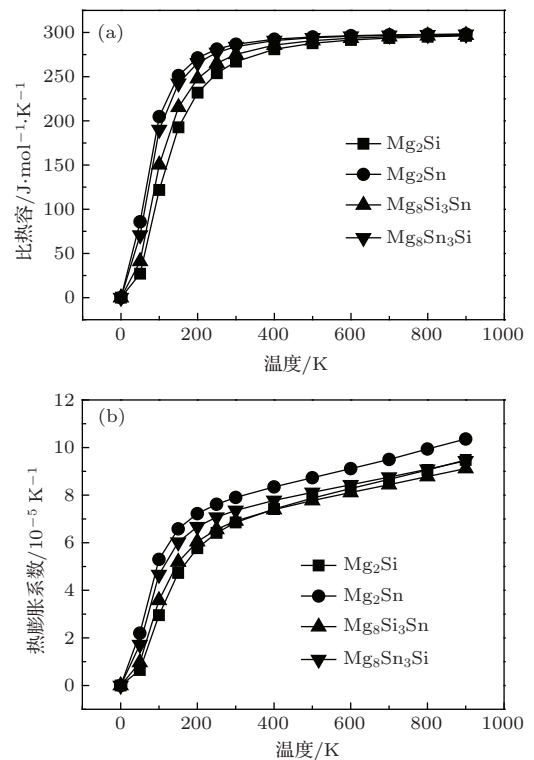 (a)
300
250
200
150
100
50
0
比热容/J·mol⁻¹·K⁻¹
Mg₂Si
Mg₂Sn
Mg₈Si₃Sn
Mg₈Sn₃Si
0 200 400 600 800 1000
温度/K
(b)
12
10
8
6
4
2
0
热膨胀系数/10⁻⁵ K⁻¹
Mg₂Si
Mg₂Sn
Mg₈Si₃Sn
Mg₈Sn₃Si
0 200 400 600 800 1000
温度/K